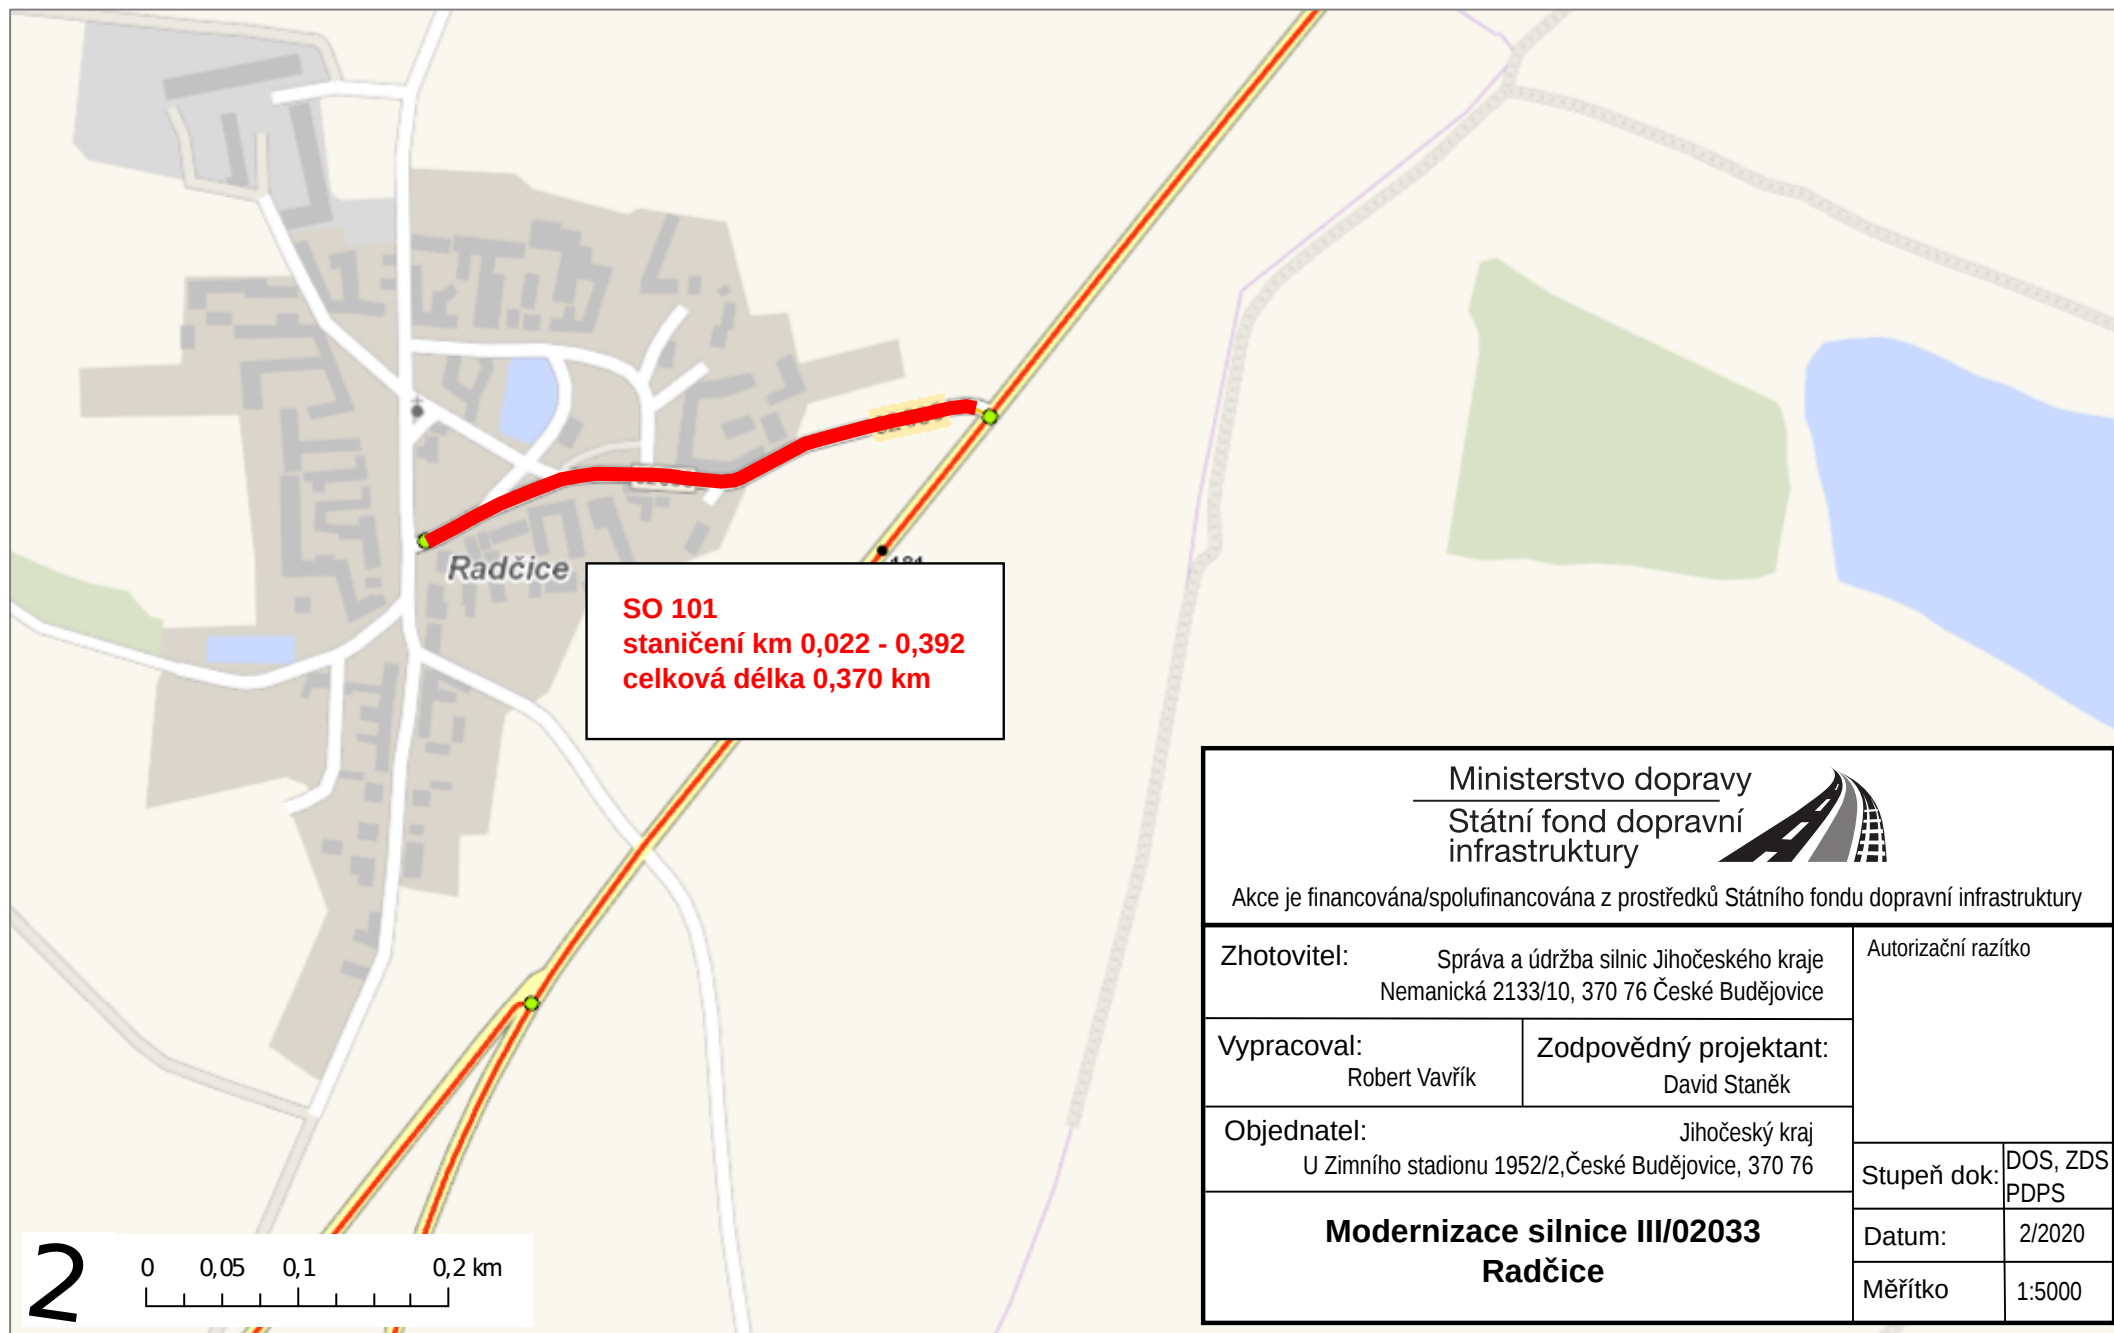 Radčice
SO 101
staničení km 0,022 - 0,392
celková délka 0,370 km
Ministerstvo dopravy
Státní fond dopravní
infrastruktury
Akce je financována/spolufinancována z prostředků Státního fondu dopravní infrastruktury
Zhotovitel:
Správa a údržba silnic Jihočeského kraje
Nemanická 2133/10, 370 76 České Budějovice
Autorizační razítko
Vypracoval:
Robert Vavřík
Zodpovědný projektant:
David Staněk
Objednatel:
Jihočeský kraj
U Zimního stadionu 1952/2,České Budějovice, 370 76
Stupeň dok:
DOS, ZDS
PDPS
Modernizace silnice III/02033
Radčice
Datum:
2/2020
Měřítko
1:5000
2
0 0,05 0,1 0,2 km